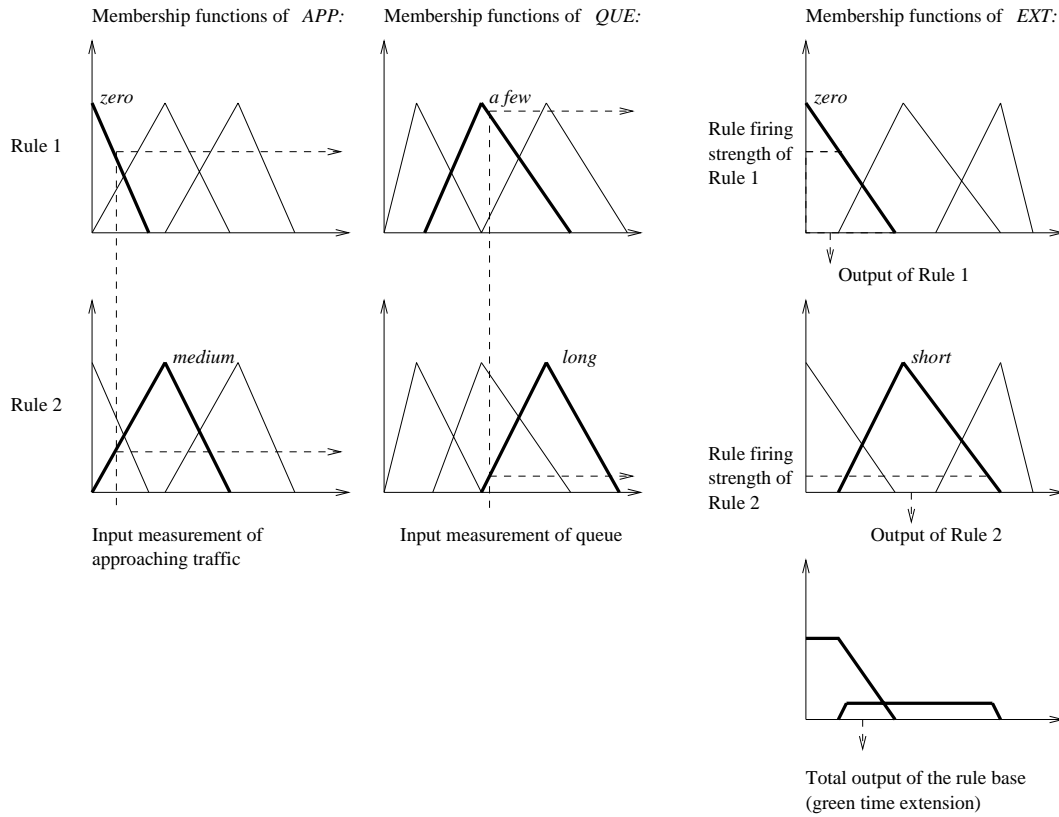 Membership functions of APP:
Membership functions of QUE:
Membership functions of EXT:
Rule 1
zero
a few
zero
Rule firing
strength of
Rule 1
Output of Rule 1
Rule 2
medium
long
short
Rule firing
strength of
Rule 2
Input measurement of
approaching traffic
Input measurement of queue
Output of Rule 2
Total output of the rule base
(green time extension)